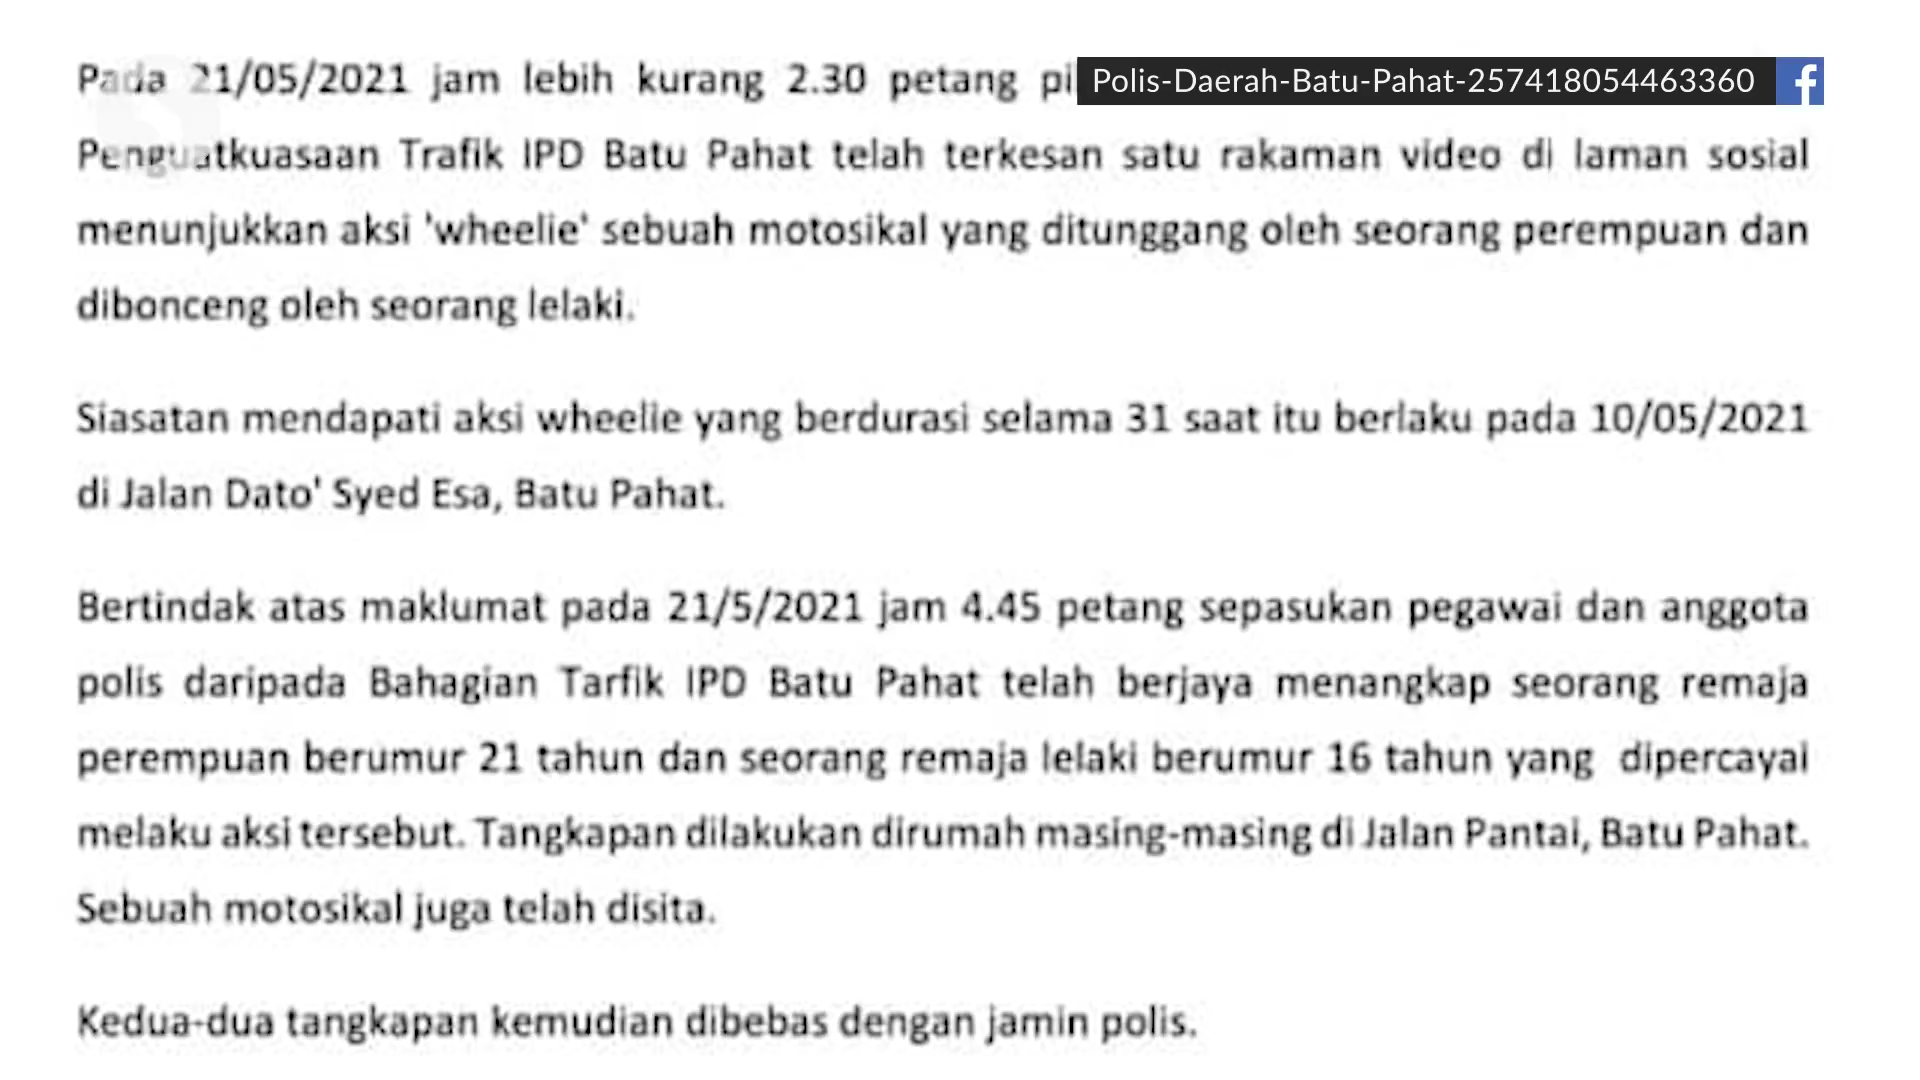 Pada 21/05/2021 jam lebih kurang 2.30 petang
Polis-Daerah-Batu-Pahat-257418054463360
Penguatkuasaan Trafik IPD Batu Pahat telah terkesan satu rakaman video di laman sosial
menunjukkan aksi 'wheelie' sebuah motosikal yang ditunggang oleh seorang perempuan dan
dibonceng oleh seorang lelaki.
Siasatan mendapati aksi wheelie yang berdurasi selama 31 saat itu berlaku pada 10/05/2021
di Jalan Dato' Syed Esa, Batu Pahat.
Bertindak atas maklumat pada 21/5/2021 jam 4.45 petang sepasukan pegawai dan anggota
polis daripada Bahagian Tarfik IPD Batu Pahat telah berjaya menangkap seorang remaja
perempuan berumur 21 tahun dan seorang remaja lelaki berumur 16 tahun yang dipercayai
melaku aksi tersebut. Tangkapan dilakukan dirumah masing-masing di Jalan Pantai, Batu Pahat.
Sebuah motosikal juga telah disita.
Kedua-dua tangkapan kemudian dibebas dengan jamin polis.